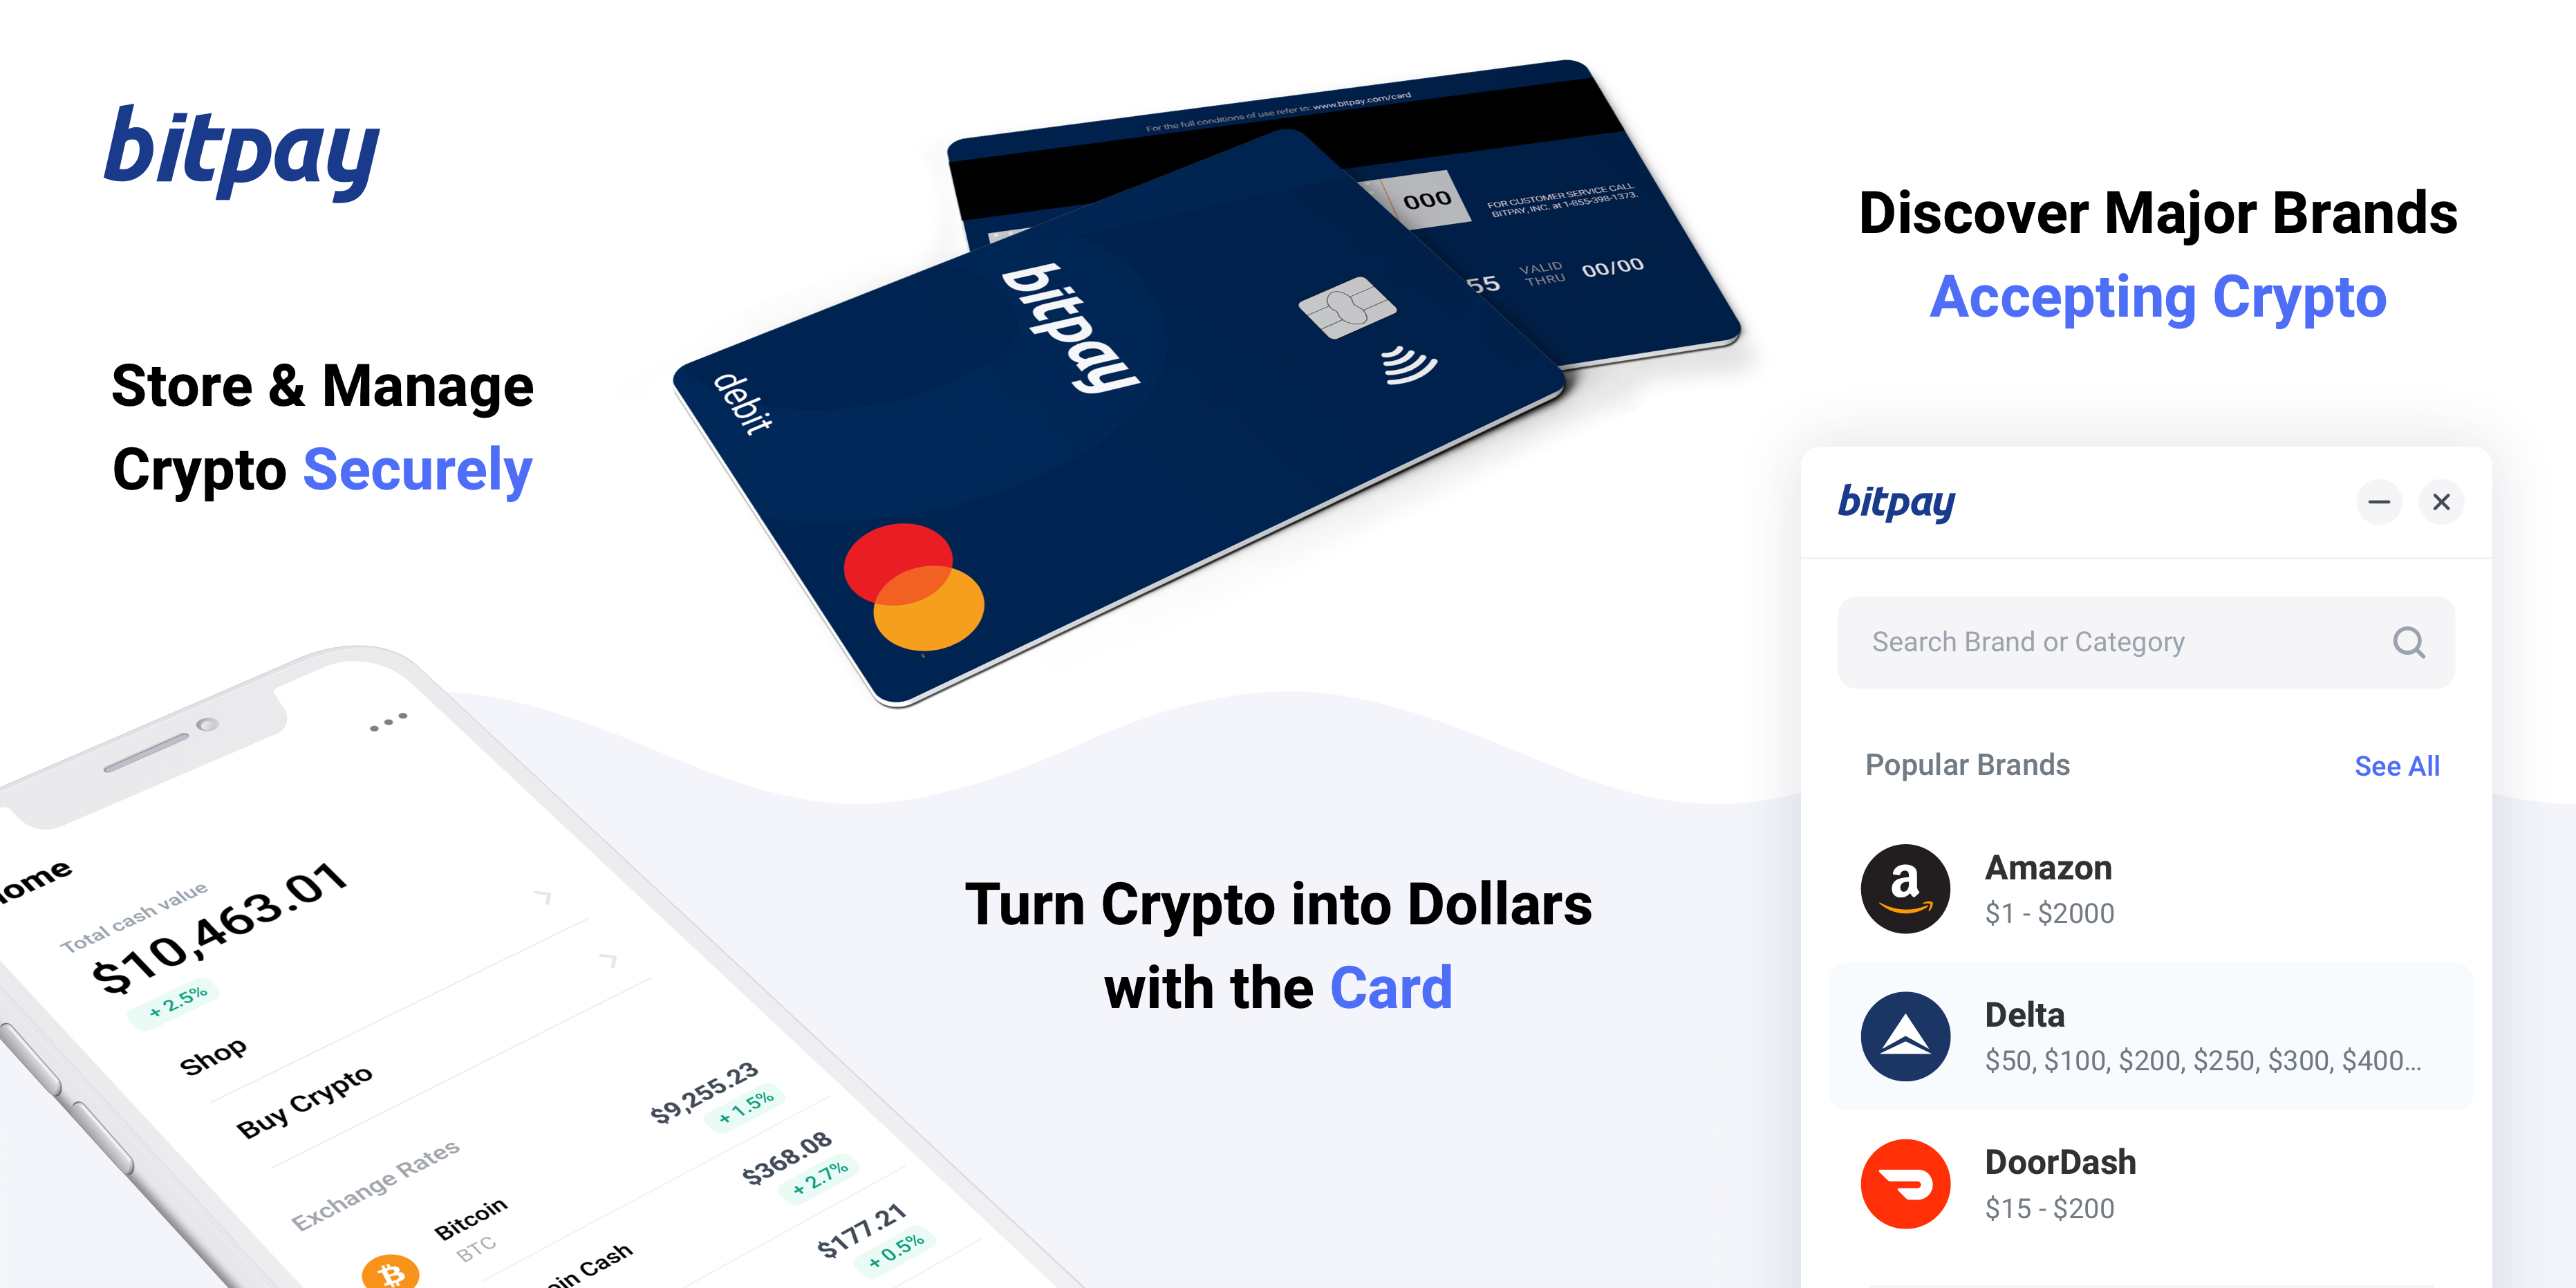 bitpay
Store & Manage
Crypto Securely
For the full conditions of use refer to: www.bitpay.com/card
000
FOR CUSTOMER SERVICE CALL
BITPAY, INC. at 1-855-398-1373.
55 VALID THRU 00/00
bitpay
debit
Turn Crypto into Dollars
with the Card
Total cash value
$10,463.01
+ 2.5%
Shop
Buy Crypto
Exchange Rates
Bitcoin
BTC
$9,255.23
+ 1.5%
Cash
$368.08
+ 2.7%
$177.21
+ 0.5%
Discover Major Brands
Accepting Crypto
bitpay
Search Brand or Category
Popular Brands See All
Amazon
$1 - $2000
Delta
$50, $100, $200, $250, $300, $400...
DoorDash
$15 - $200